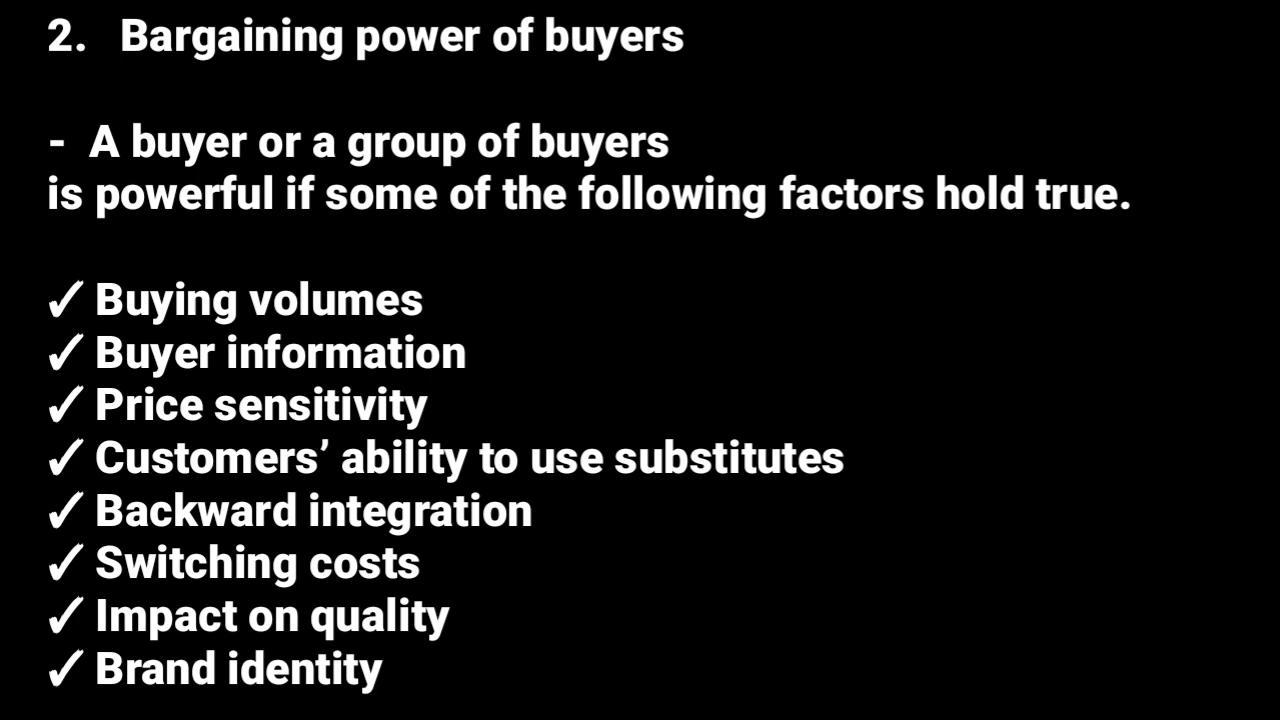 2. Bargaining power of buyers
- A buyer or a group of buyers
is powerful if some of the following factors hold true.
✓ Buying volumes
✓ Buyer information
✓ Price sensitivity
✓ Customers’ ability to use substitutes
✓ Backward integration
✓ Switching costs
✓ Impact on quality
✓ Brand identity